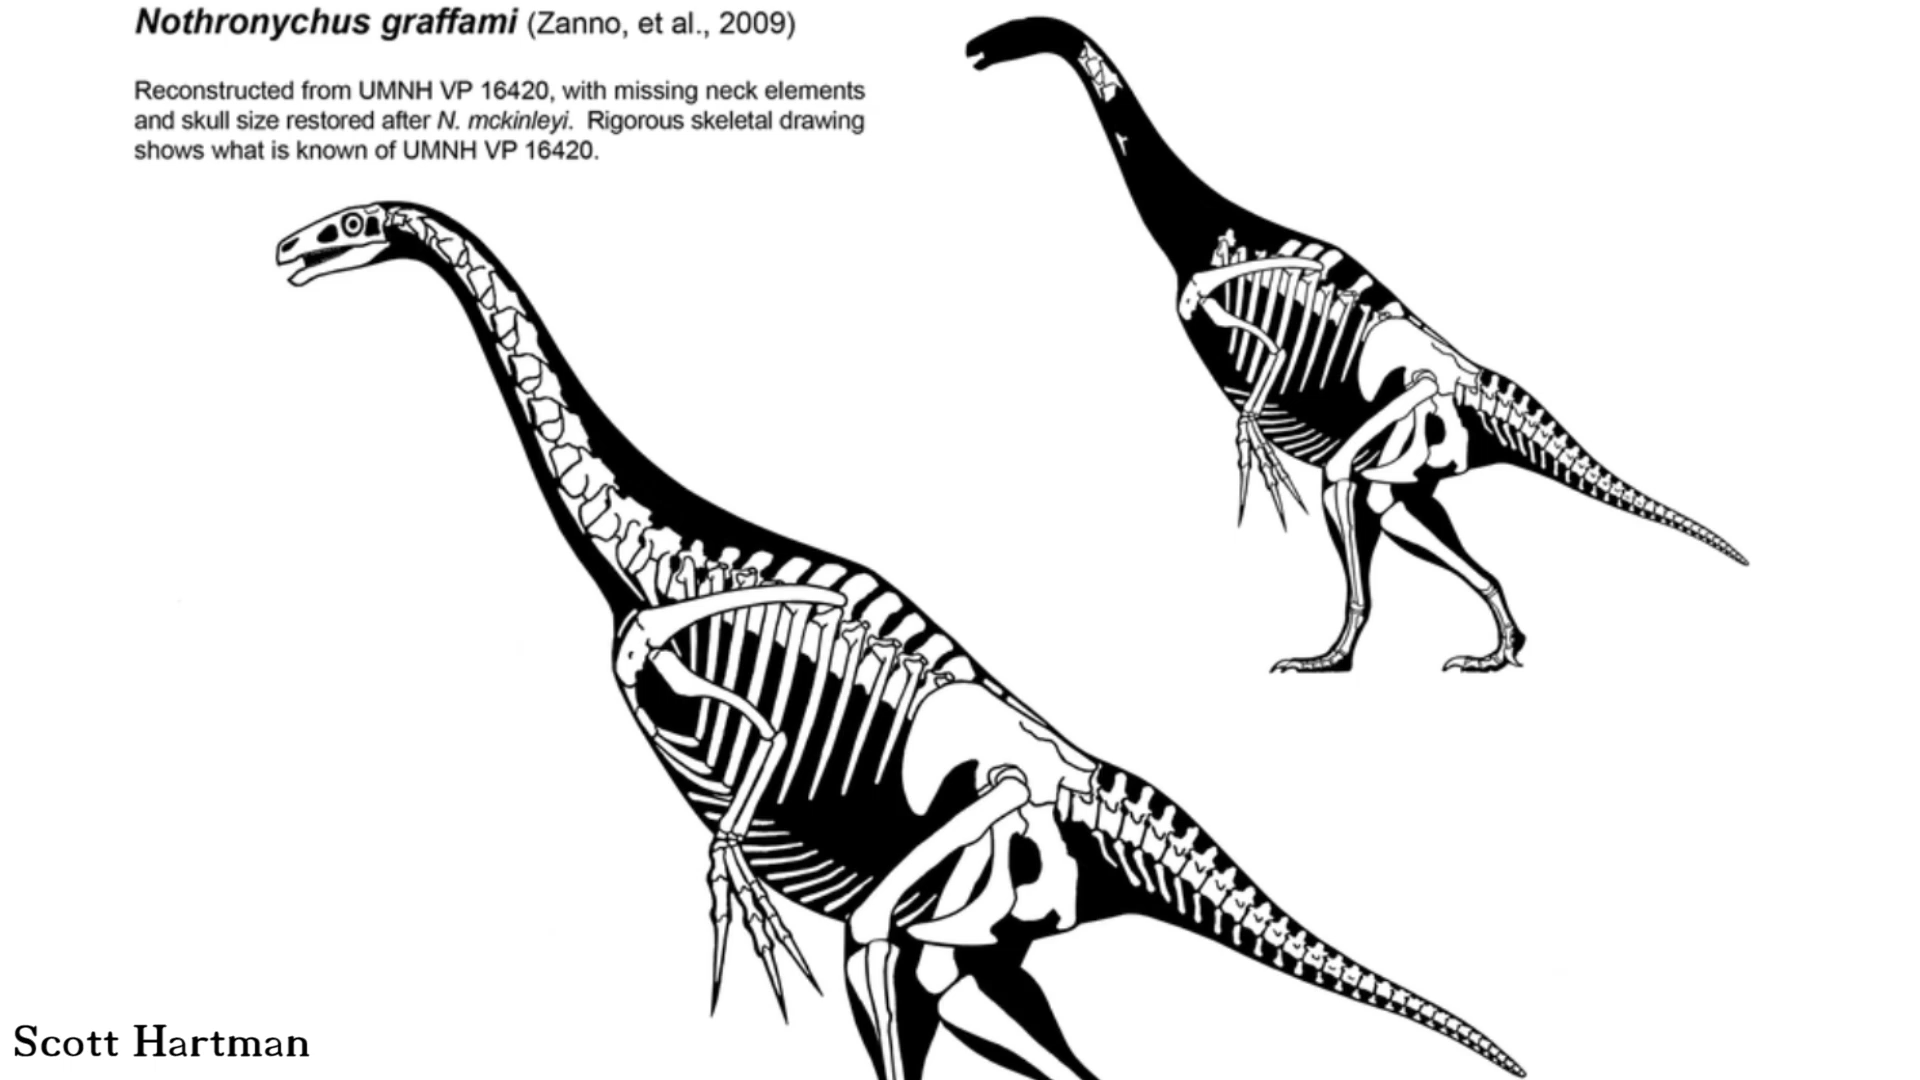 Nothronychus graffami (Zanno, et al., 2009)
Reconstructed from UMNH VP 16420, with missing neck elements
and skull size restored after N. mckinleyi. Rigorous skeletal drawing
shows what is known of UMNH VP 16420.
Scott Hartman